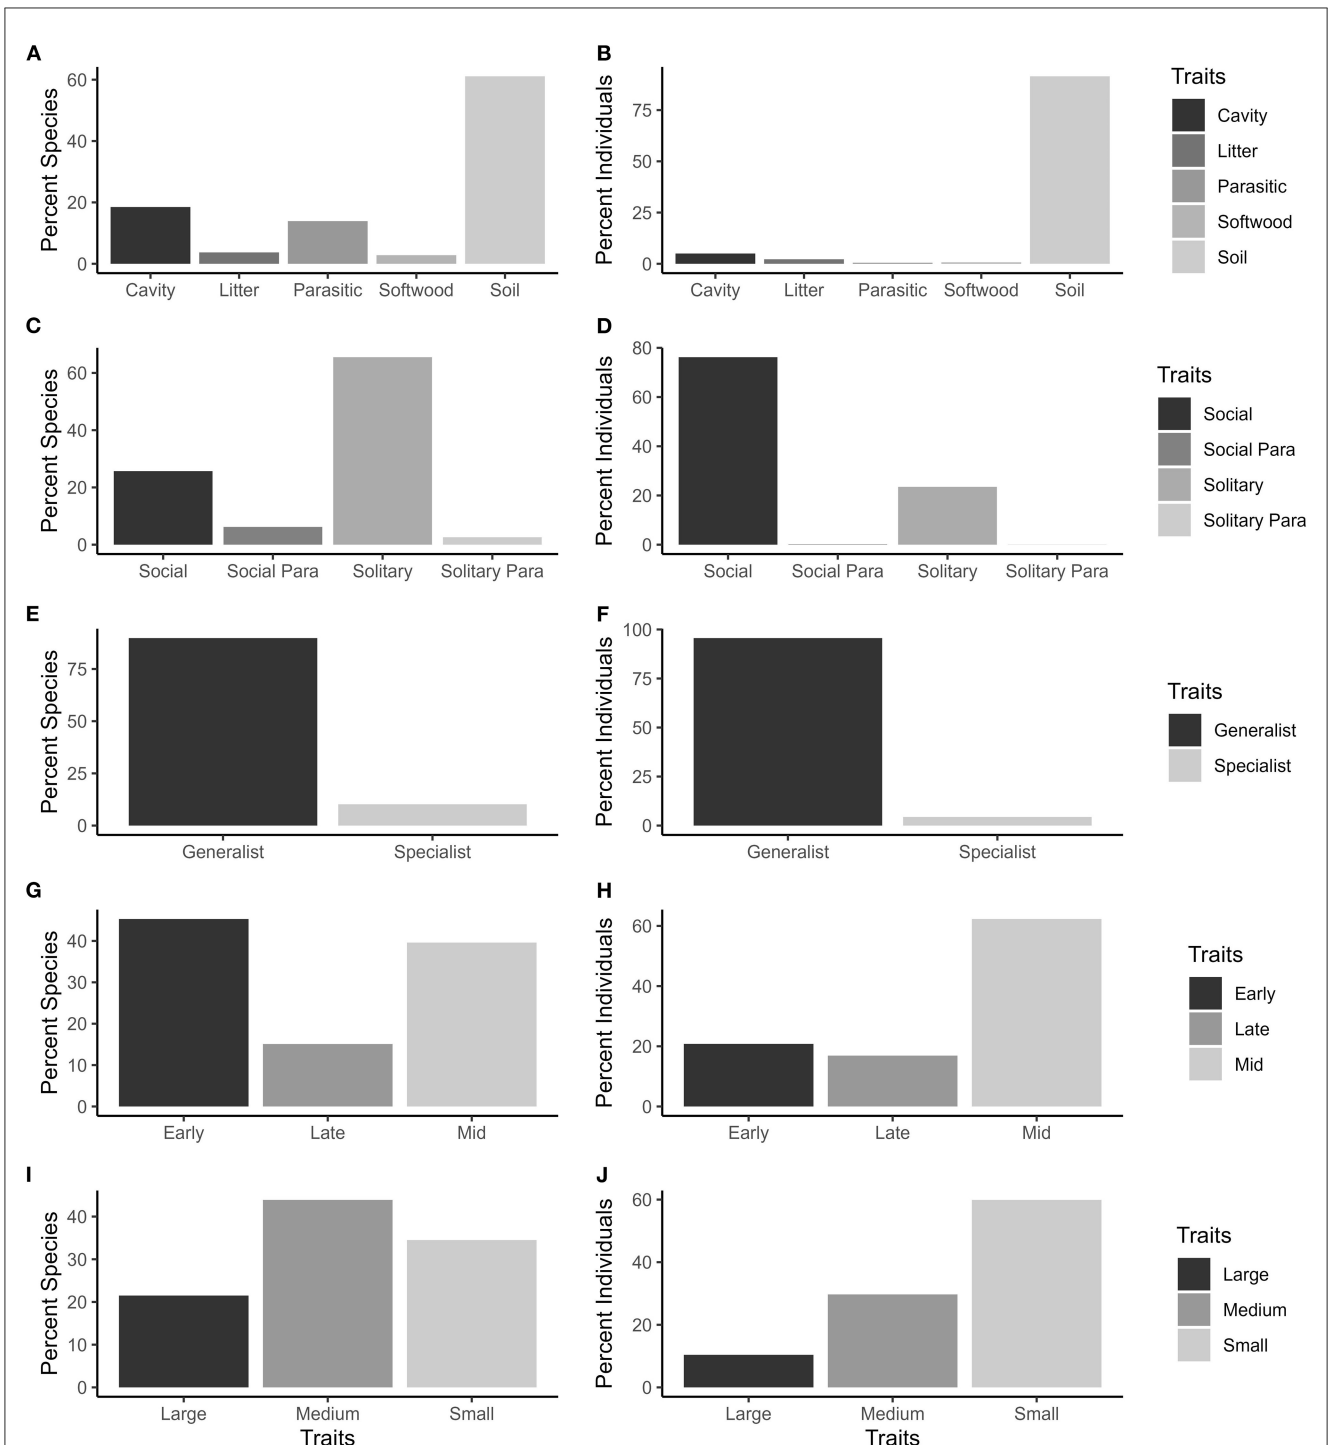 A
Percent Species
60
40
20
0
Cavity Litter Parasitic Softwood Soil
B
Percent Individuals
75
50
25
0
Cavity Litter Parasitic Softwood Soil
Traits
Cavity
Litter
Parasitic
Softwood
Soil
C
Percent Species
60
40
20
0
Social Social Para Solitary Solitary Para
D
Percent Individuals
80
60
40
20
0
Social Social Para Solitary Solitary Para
Traits
Social
Social Para
Solitary
Solitary Para
E
Percent Species
75
50
25
0
Generalist Specialist
F
Percent Individuals
100
75
50
25
0
Generalist Specialist
Traits
Generalist
Specialist
G
Percent Species
40
30
20
10
0
Early Late Mid
H
Percent Individuals
60
40
20
0
Early Late Mid
Traits
Early
Late
Mid
I
Percent Species
40
30
20
10
0
Large Medium Small
Traits
J
Percent Individuals
60
40
20
0
Large Medium Small
Traits
Traits
Large
Medium
Small